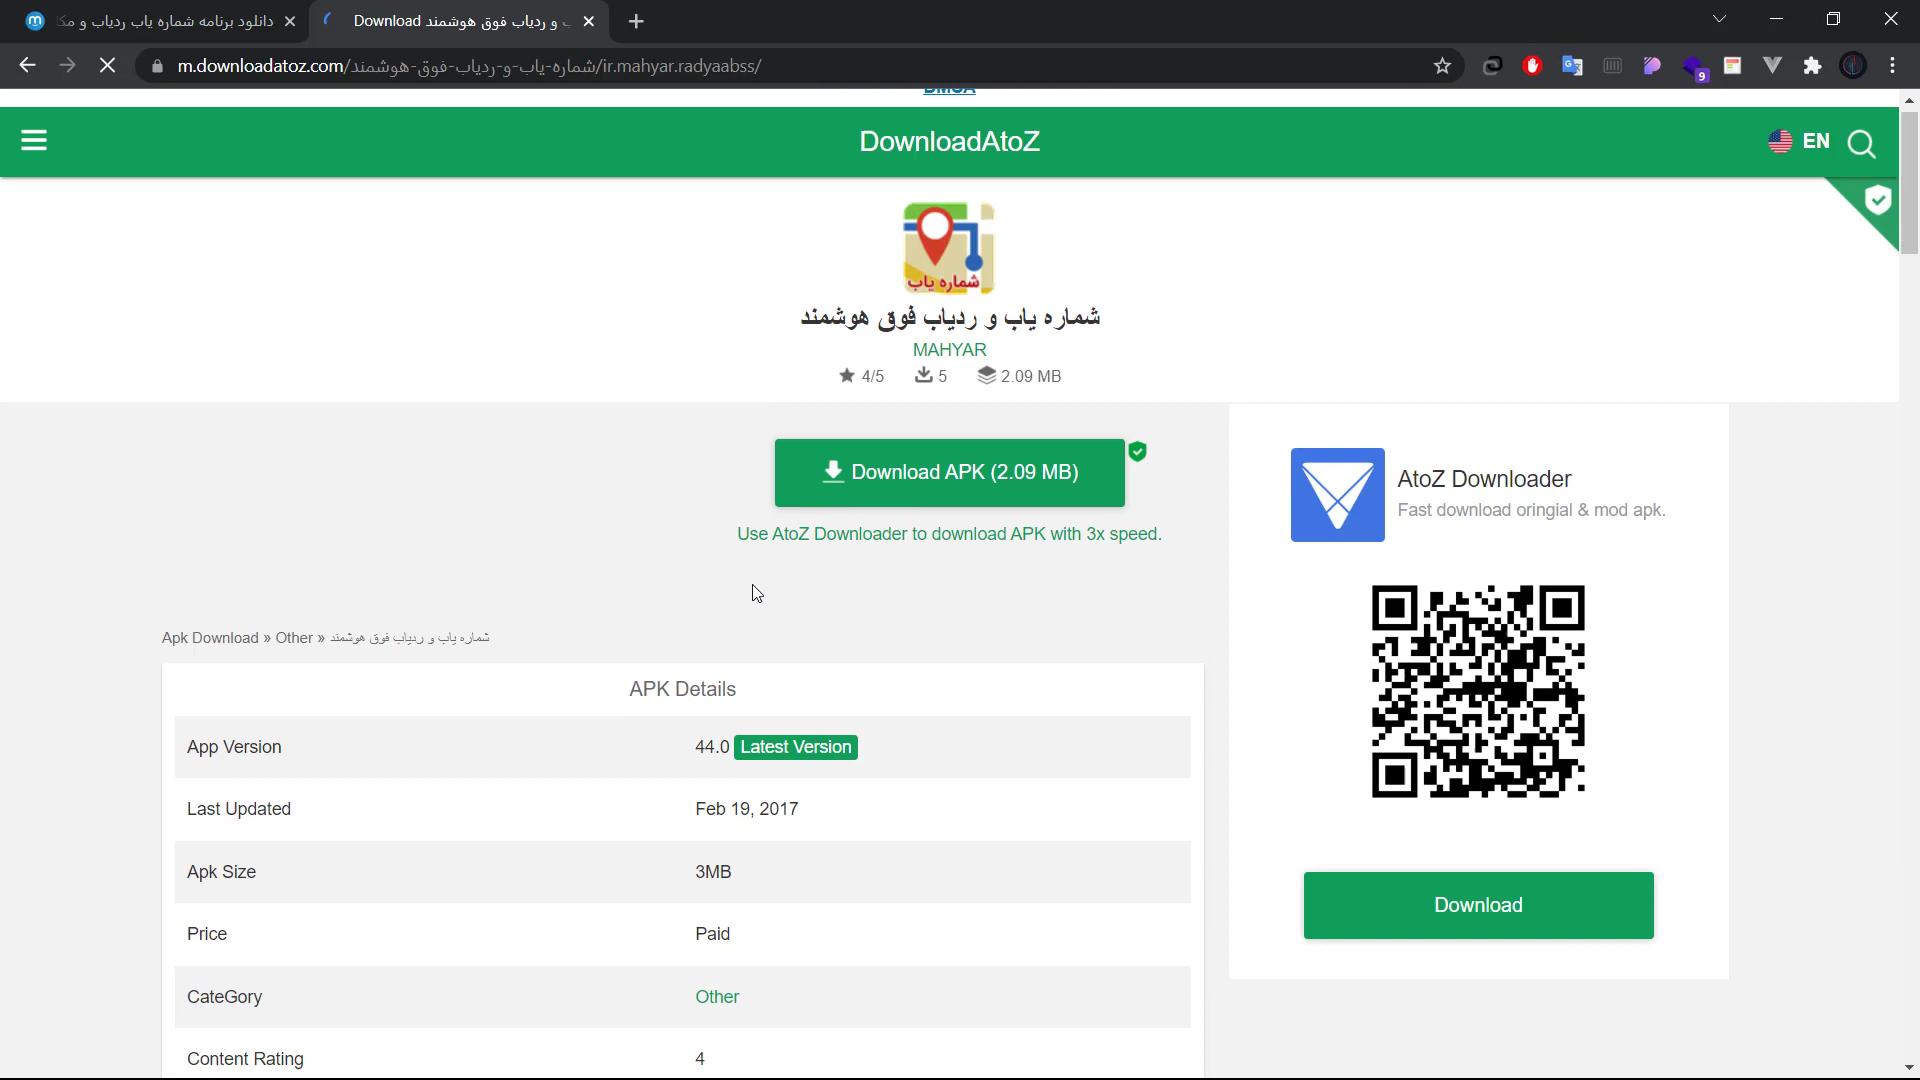 دانلود برنامه شماره یاب ردیاب و مک
Download ب و ردیاب فوق هوشمند
m.downloadatoz.com/شماره-یاب-و-ردیاب-فوق-هوشمند/ir.mahyar.radyaabss/
9
DMCA
DownloadAtoZ
EN
شماره یاب
شماره یاب و ردیاب فوق هوشمند
MAHYAR
4/5 5 2.09 MB
Download APK (2.09 MB)
Use AtoZ Downloader to download APK with 3x speed.
Apk Download » Other » شماره یاب و ردیاب فوق هوشمند
APK Details
App Version 44.0 Latest Version
Last Updated Feb 19, 2017
Apk Size 3MB
Price Paid
CateGory Other
Content Rating 4
AtoZ Downloader
Fast download oringial & mod apk.
Download